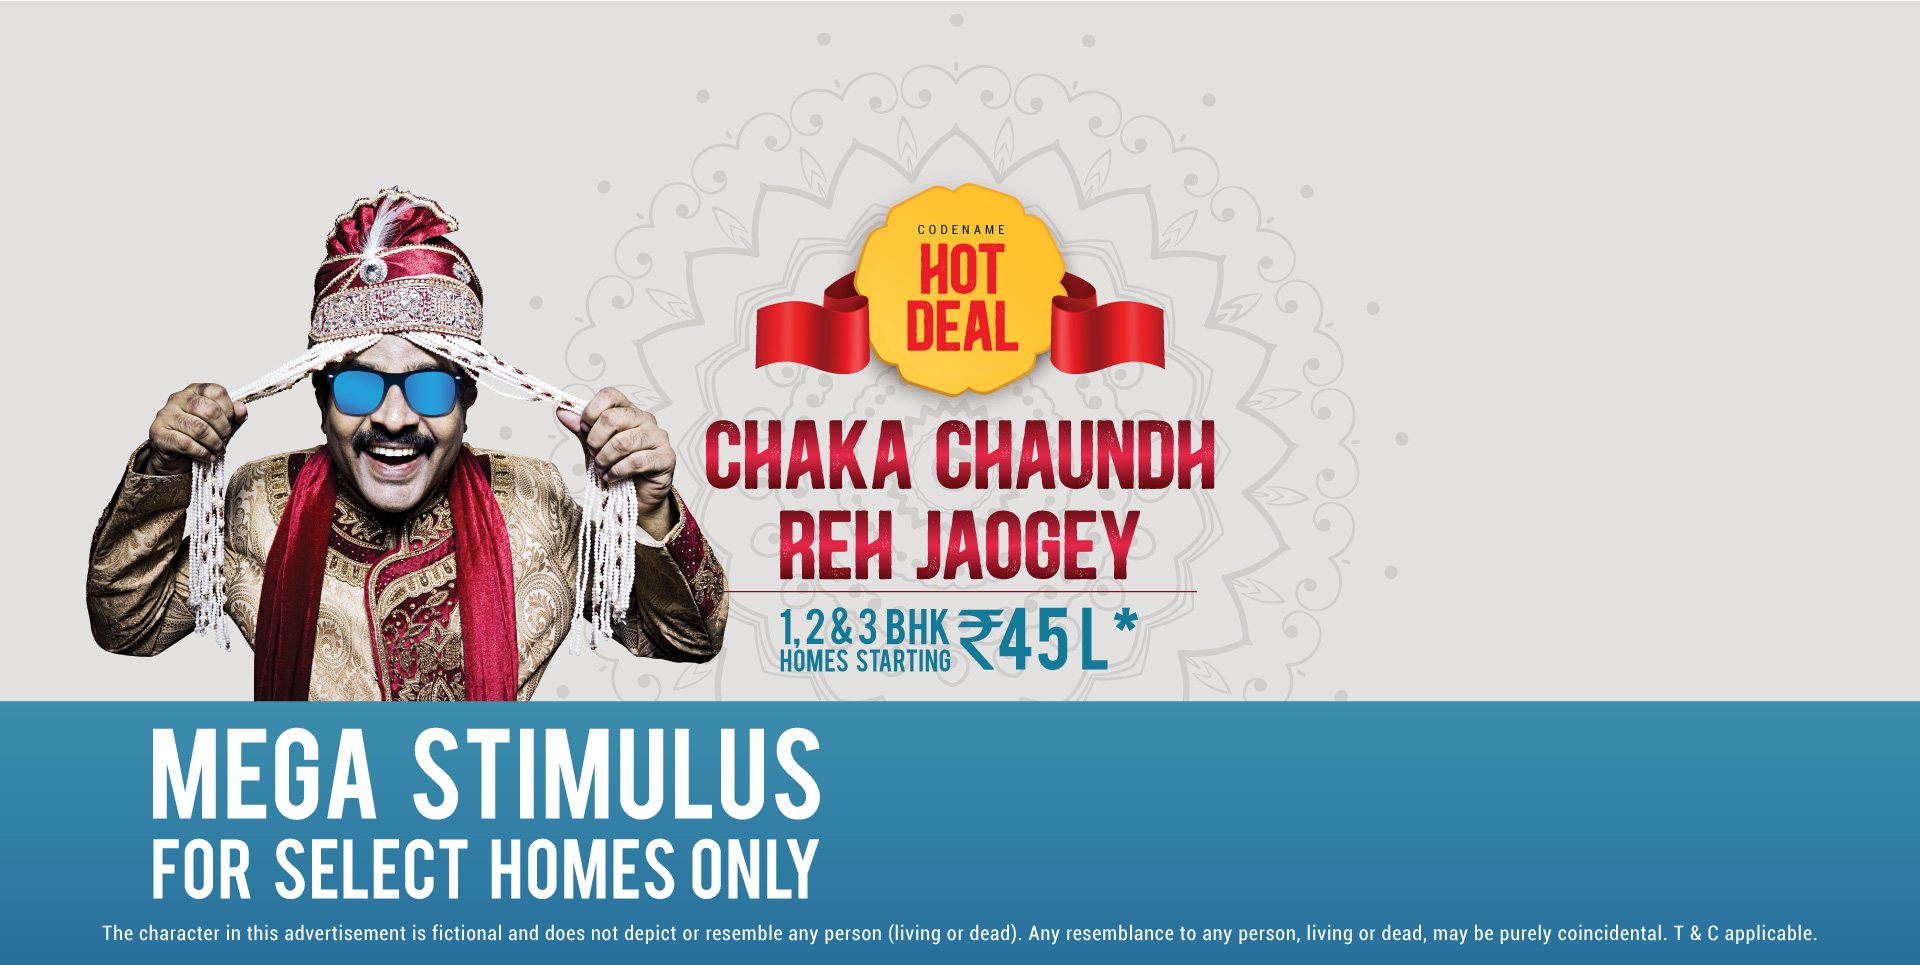 CODENAME
HOT
DEAL
CHAKA CHAUNDH
REH JAOGEY
1, 2 & 3 BHK
HOMES STARTING
₹45L*
MEGA STIMULUS
FOR SELECT HOMES ONLY
The character in this advertisement is fictional and does not depict or resemble any person (living or dead). Any resemblance to any person, living or dead, may be purely coincidental. T & C applicable.